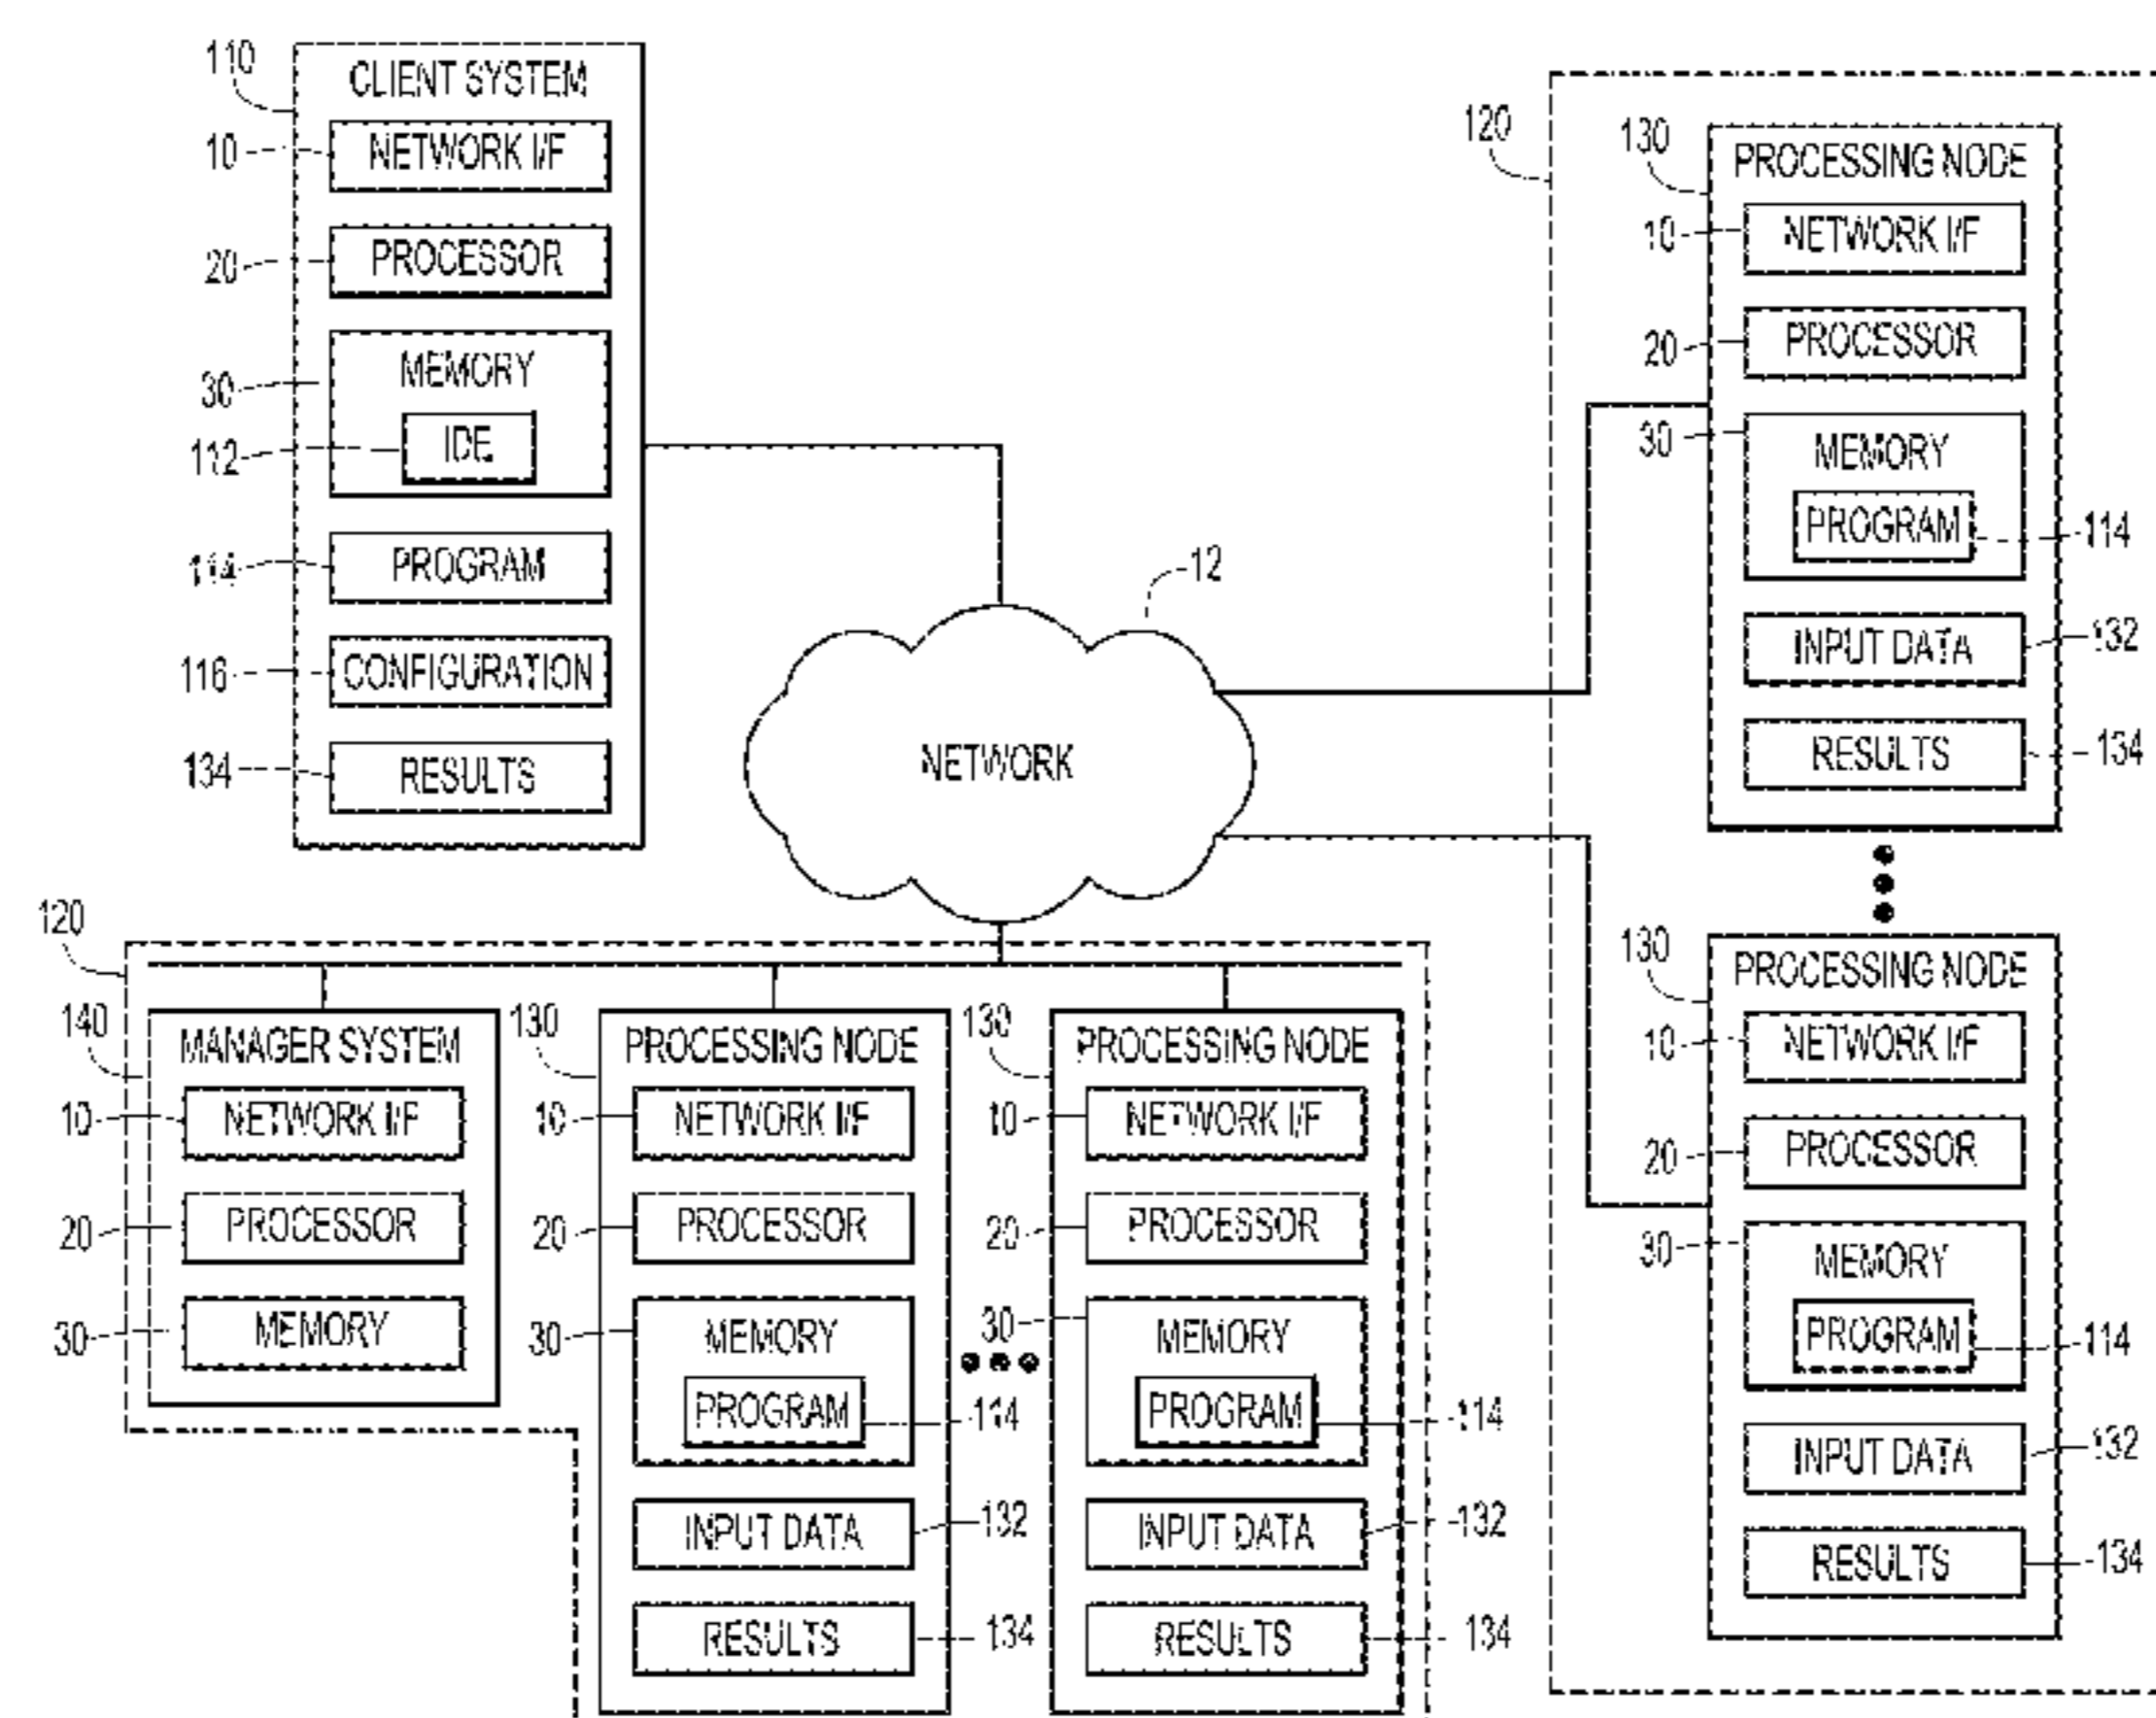 110
CLIENT SYSTEM
10
NETWORK I/F
20
PROCESSOR
30
MEMORY
112
IDE
114
PROGRAM
116
CONFIGURATION
134
RESULTS
12
NETWORK
120
130
PROCESSING NODE
10
NETWORK I/F
20
PROCESSOR
30
MEMORY
PROGRAM
114
INPUT DATA
132
RESULTS
134
130
PROCESSING NODE
10
NETWORK I/F
20
PROCESSOR
30
MEMORY
PROGRAM
114
INPUT DATA
132
RESULTS
134
120
140
MANAGER SYSTEM
10
NETWORK I/F
20
PROCESSOR
30
MEMORY
130
PROCESSING NODE
10
NETWORK I/F
20
PROCESSOR
30
MEMORY
PROGRAM
114
INPUT DATA
132
RESULTS
134
130
PROCESSING NODE
10
NETWORK I/F
20
PROCESSOR
30
MEMORY
PROGRAM
114
INPUT DATA
132
RESULTS
134